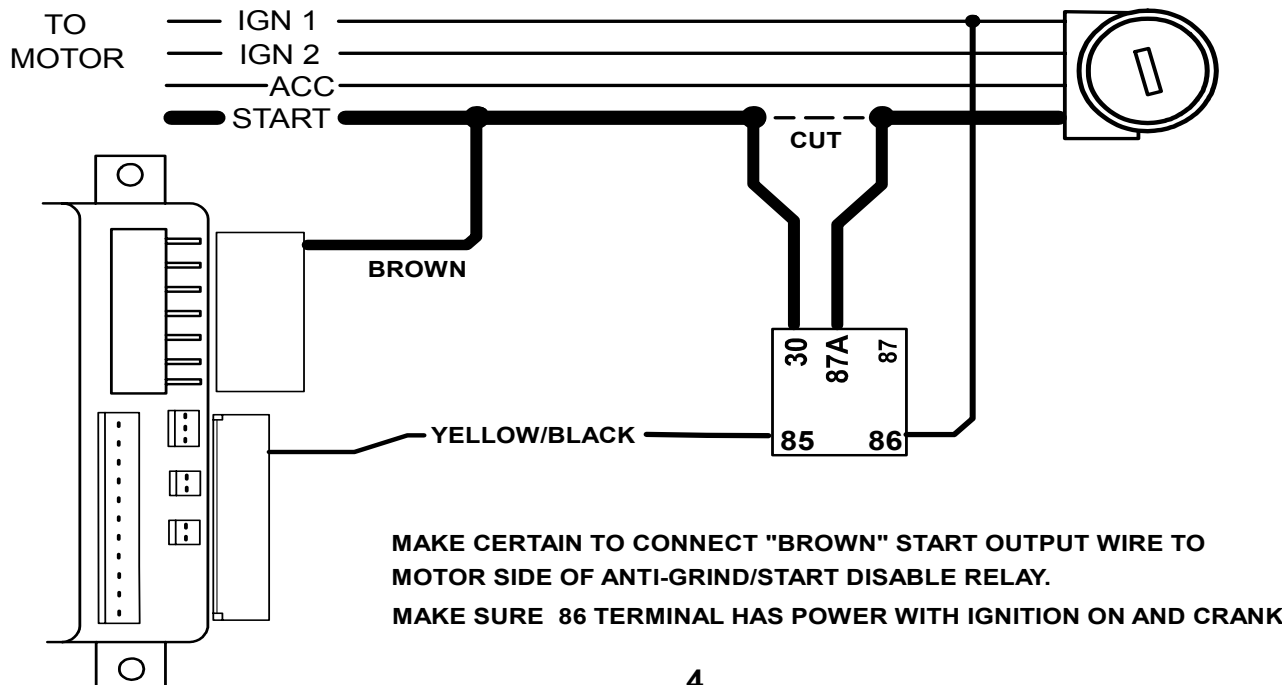 TO
MOTOR
IGN 1
IGN 2
ACC
START
CUT
BROWN
30
87A
87
YELLOW/BLACK
85
86
MAKE CERTAIN TO CONNECT "BROWN" START OUTPUT WIRE TO
MOTOR SIDE OF ANTI-GRIND/START DISABLE RELAY.
MAKE SURE 86 TERMINAL HAS POWER WITH IGNITION ON AND CRANK
4